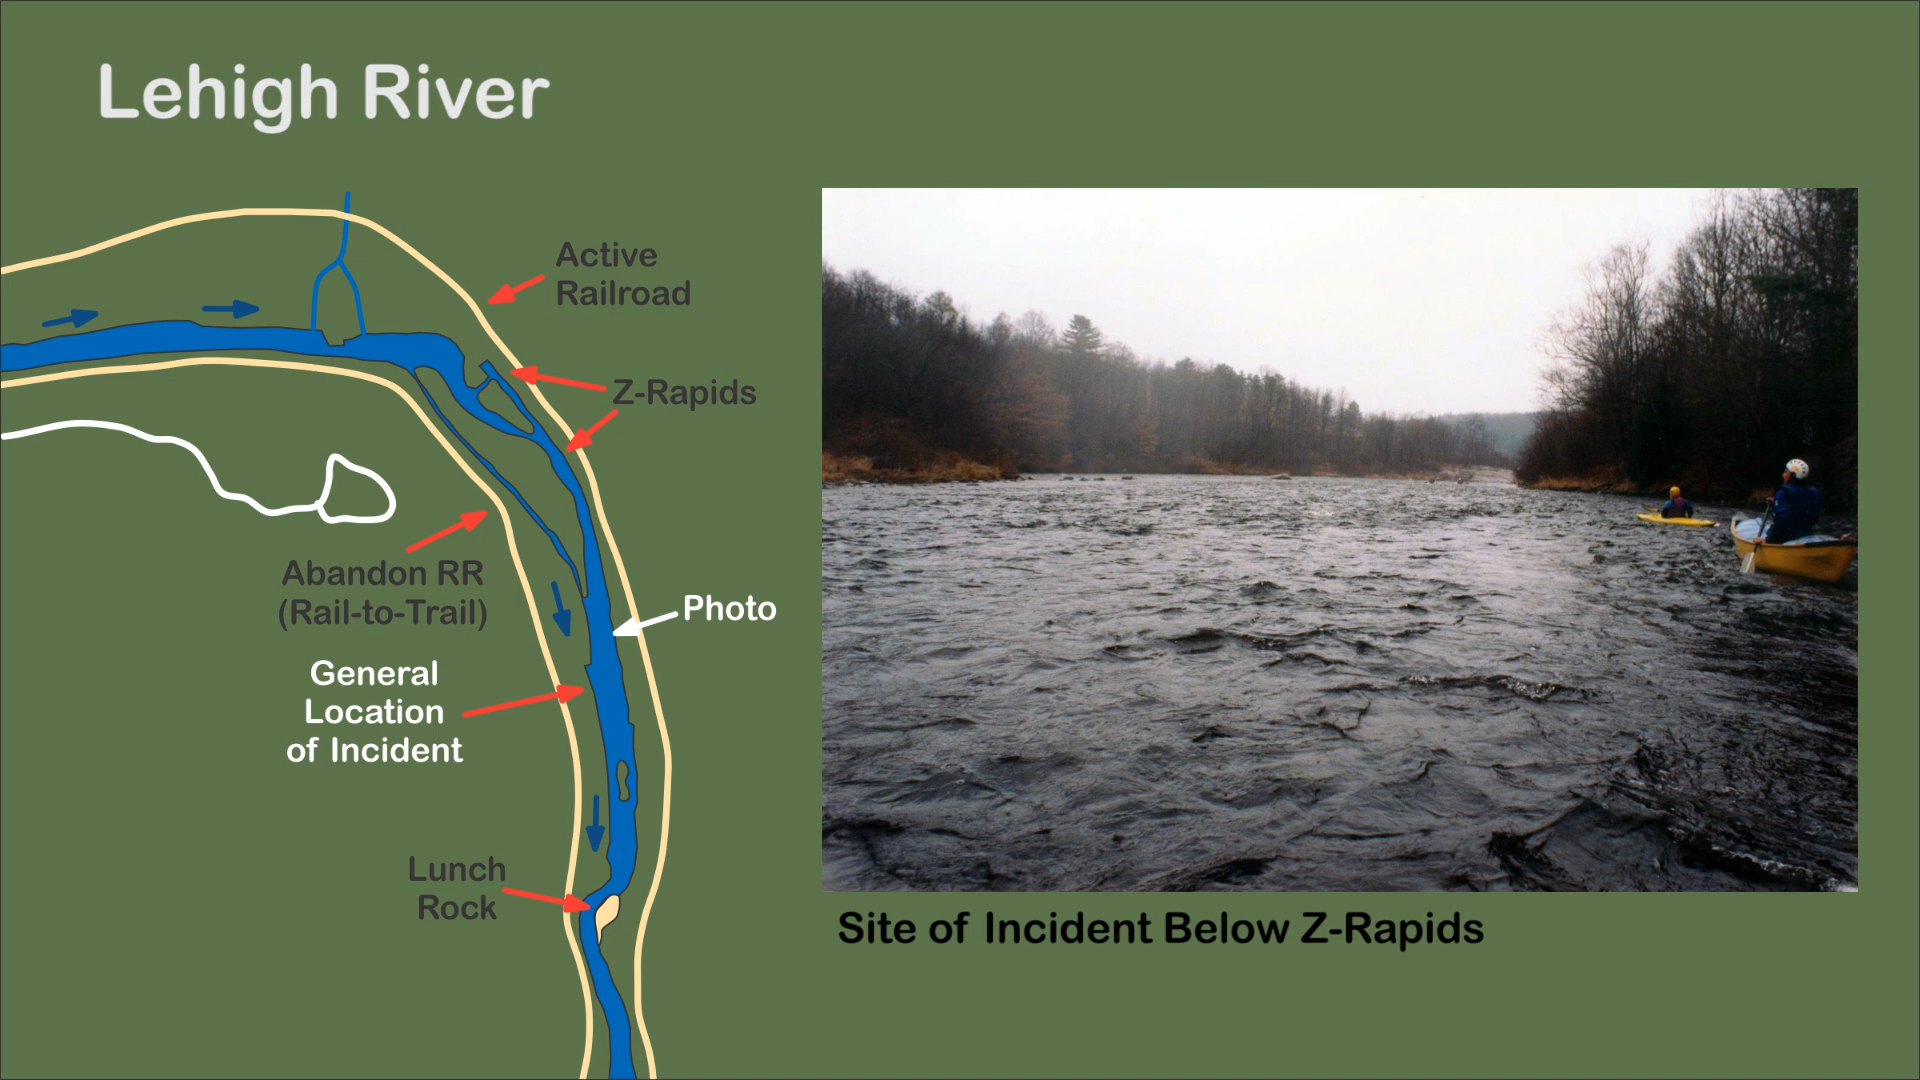 Lehigh River
Active
Railroad
Z-Rapids
Abandon RR
(Rail-to-Trail)
Photo
General
Location
of Incident
Lunch
Rock
Site of Incident Below Z-Rapids